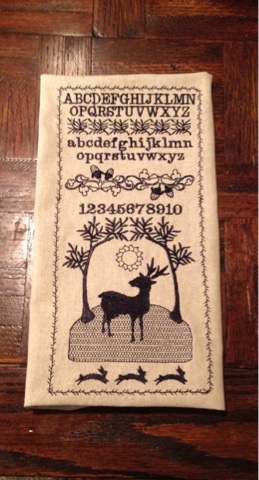 ABCDEFGHIJKLMN
OPQRSTUVWXYZ
abcdefghijklmn
opqrstuvwxyz
12345678910